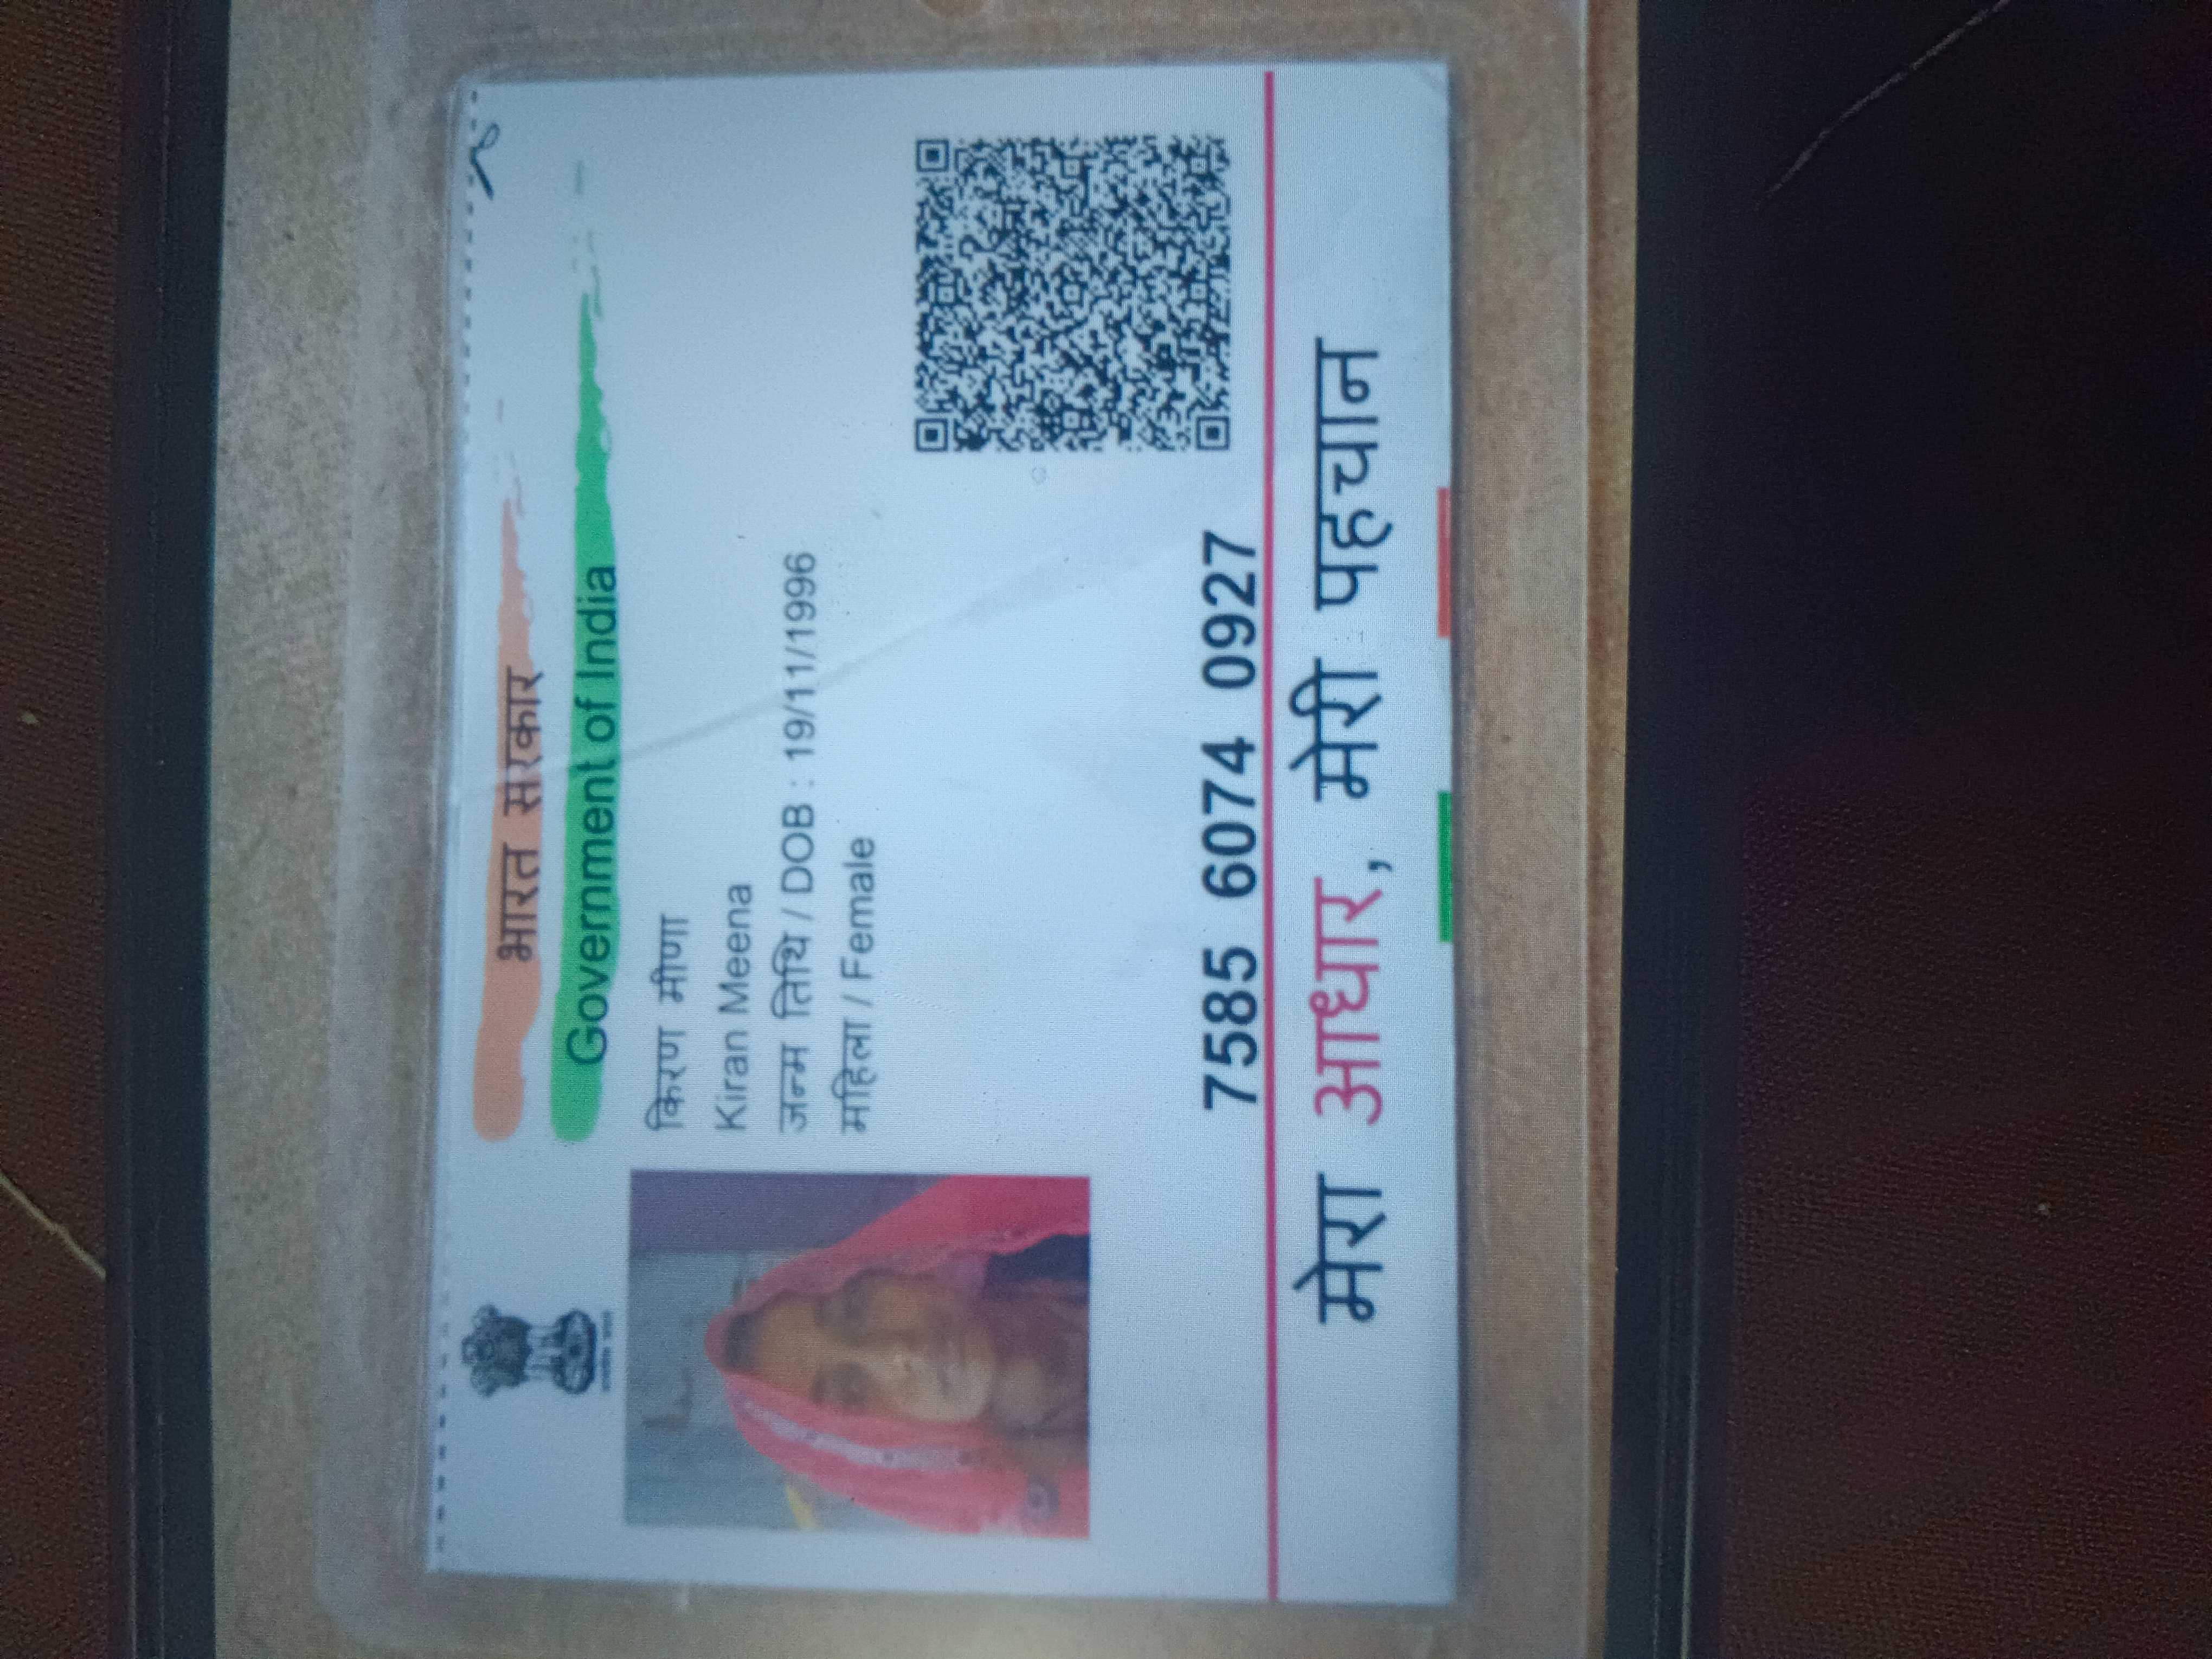 भारत सरकार
Government of India
किरण मीणा
Kiran Meena
जन्म तिथि / DOB : 19/11/1996
महिला / Female
7585 6074 0927
मेरा आधार, मेरी पहचान